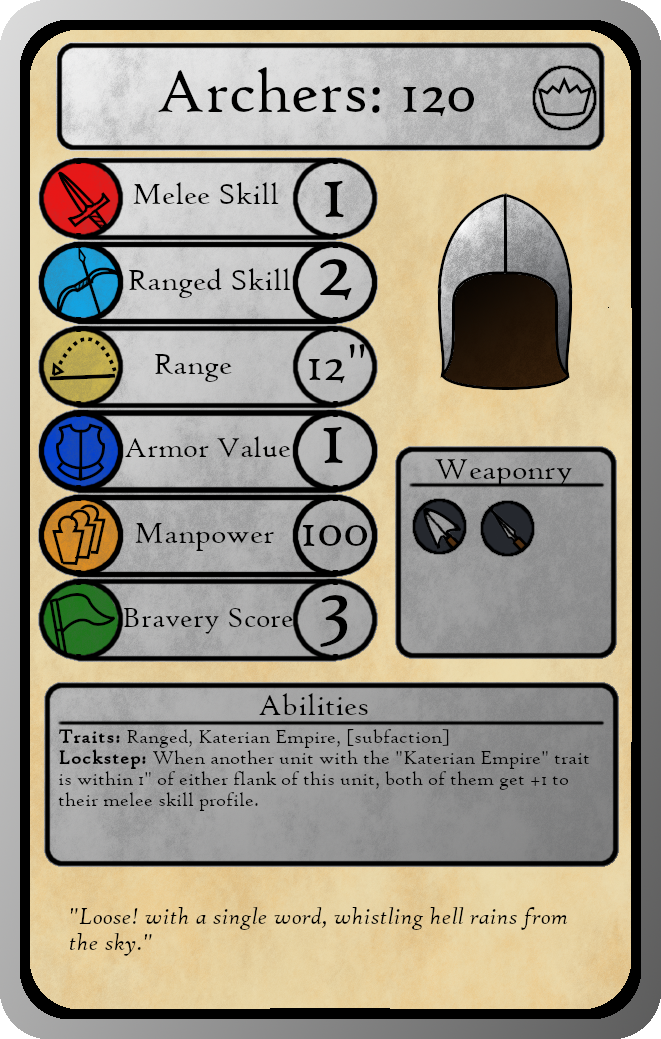 Archers: 120
Melee Skill 1
Ranged Skill 2
Range 12"
Armor Value 1
Manpower 100
Bravery Score 3
Weaponry
Abilities
Traits: Ranged, Katerian Empire, [subfaction]
Lockstep: When another unit with the "Katerian Empire" trait
is within 1" of either flank of this unit, both of them get +1 to
their melee skill profile.
"Loose! with a single word, whistling hell rains from
the sky."